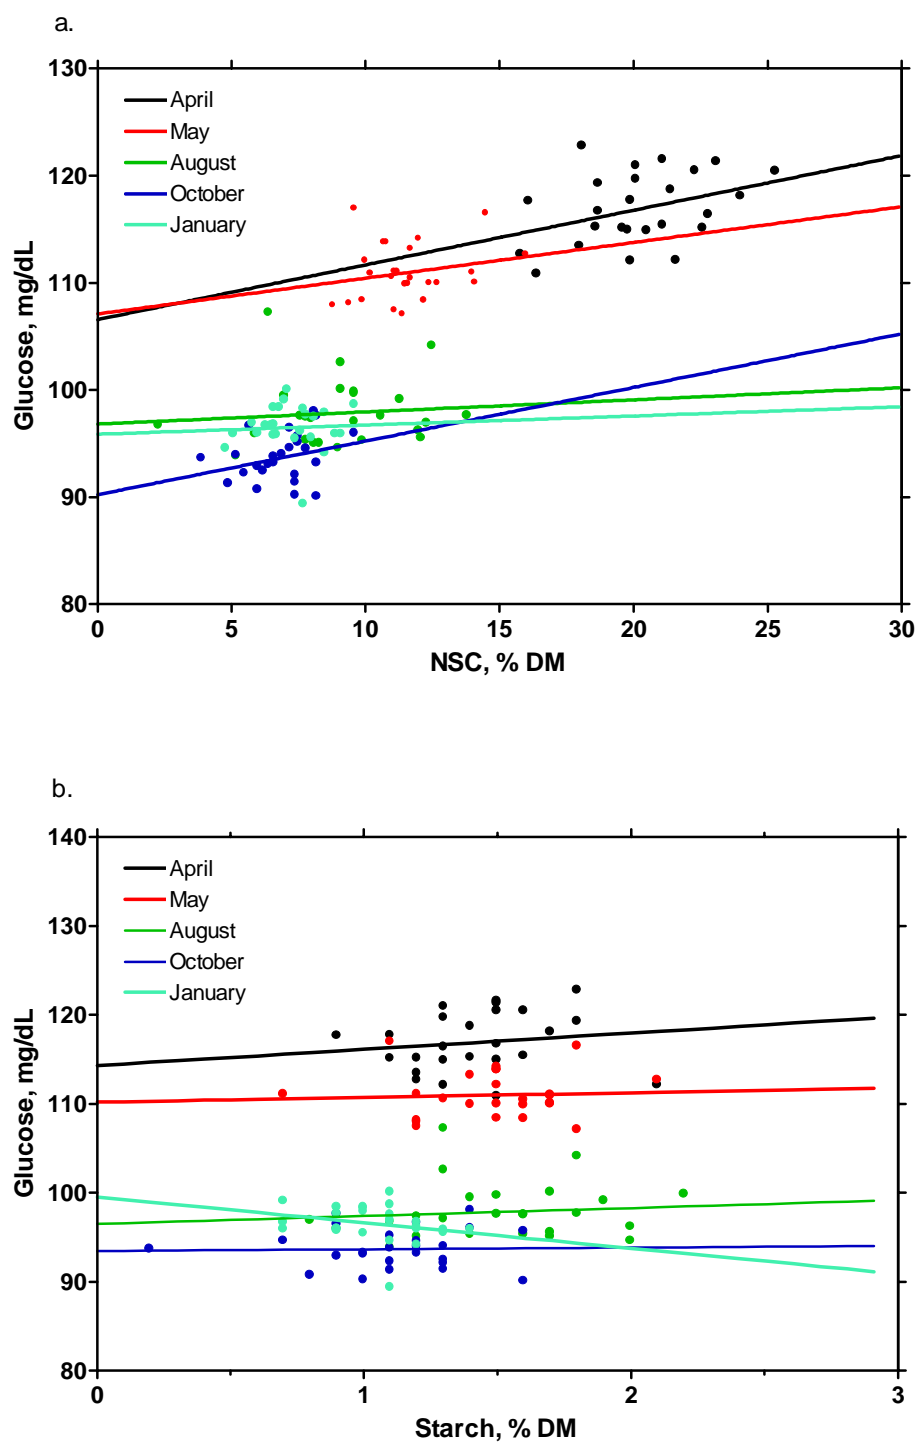 a.
130
120
110
100
90
80
Glucose, mg/dL
April
May
August
October
January
0 5 10 15 20 25 30
NSC, % DM
b.
140
130
120
110
100
90
80
Glucose, mg/dL
April
May
August
October
January
0 1 2 3
Starch, % DM